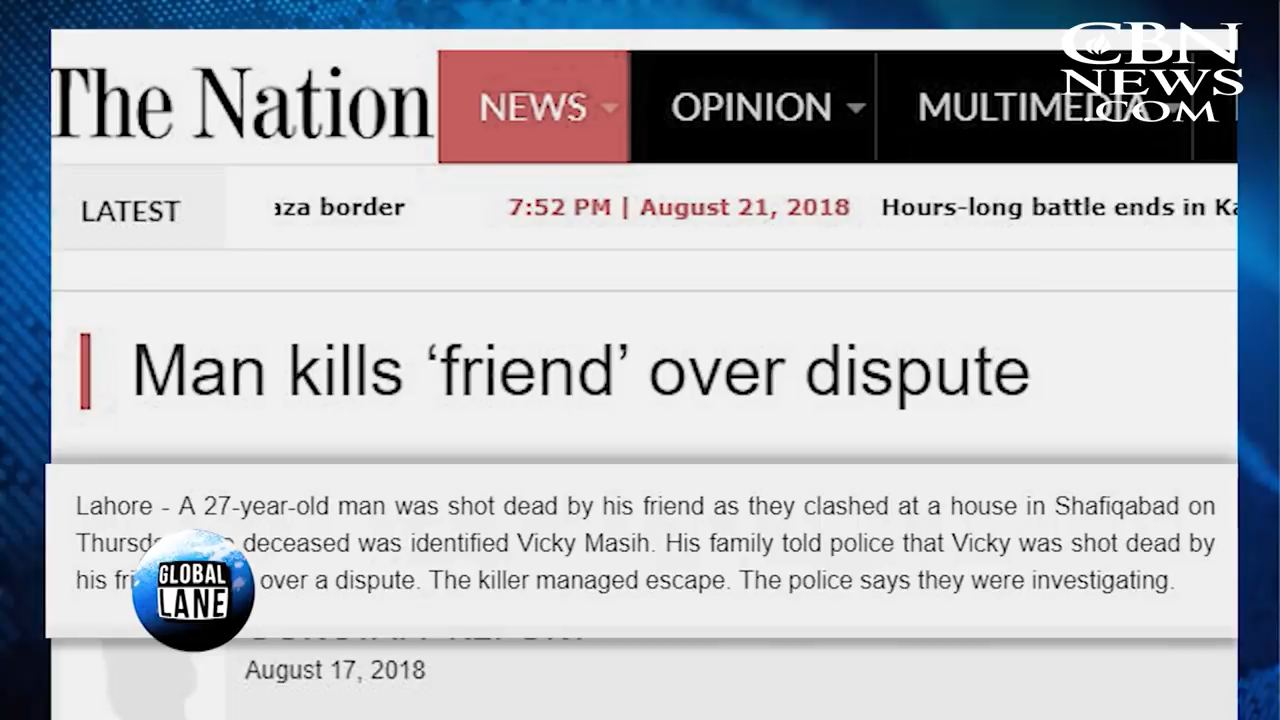 CBN
NEWS
.COM
The Nation
NEWS
OPINION
MULTIMEDIA
LATEST
aza border
7:52 PM | August 21, 2018
Hours-long battle ends in Ka
Man kills ‘friend’ over dispute
Lahore - A 27-year-old man was shot dead by his friend as they clashed at a house in Shafiqabad on
Thursd deceased was identified Vicky Masih. His family told police that Vicky was shot dead by
his fri over a dispute. The killer managed escape. The police says they were investigating.
GLOBAL
LANE
August 17, 2018